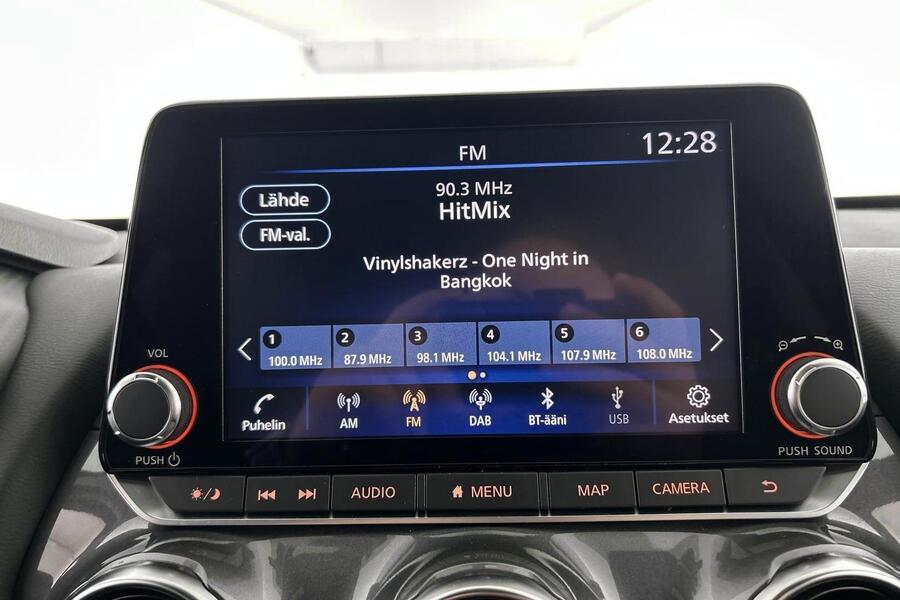 FM
12:28
Lähde
FM-val.
90.3 MHz
HitMix
Vinylshakerz - One Night in
Bangkok
1
100.0 MHz
2
87.9 MHz
3
98.1 MHz
4
104.1 MHz
5
107.9 MHz
6
108.0 MHz
Puhelin
AM
FM
DAB
BT-ääni
USB
Asetukset
VOL
PUSH
PUSH SOUND
AUDIO
MENU
MAP
CAMERA